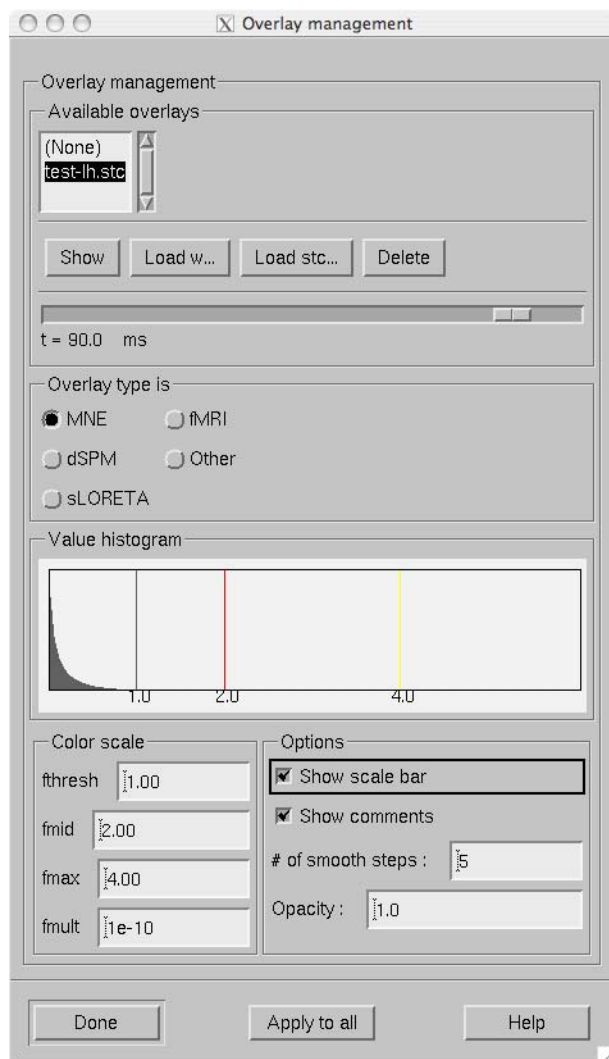 X Overlay management
Overlay management
Available overlays
(None)
test-lh.stc
Show Load w... Load stc... Delete
t = 90.0 ms
Overlay type is
MNE fMRI
dSPM Other
sLORETA
Value histogram
1.0 2.0 4.0
Color scale
fthresh 1.00
fmid 2.00
fmax 4.00
fmult 1e-10
Options
Show scale bar
Show comments
# of smooth steps : 5
Opacity : 1.0
Done Apply to all Help